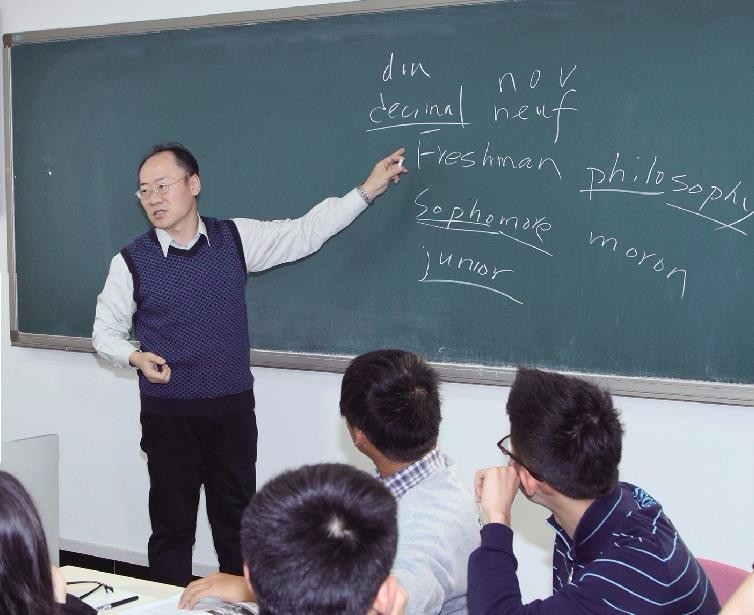 din nov
decimal neuf
Freshman philosophy
Sophomore moron
junior